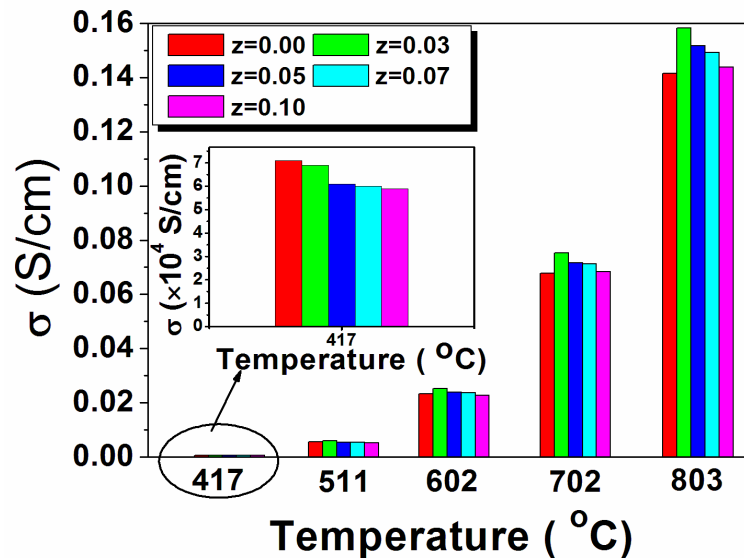 0.16
0.14
0.12
0.10
0.08
0.06
0.04
0.02
0.00
σ (S/cm)
z=0.00 z=0.03
z=0.05 z=0.07
z=0.10
7
6
5
4
3
2
1
0
σ (×10⁴ S/cm)
417
Temperature ( °C)
417 511 602 702 803
Temperature ( °C)